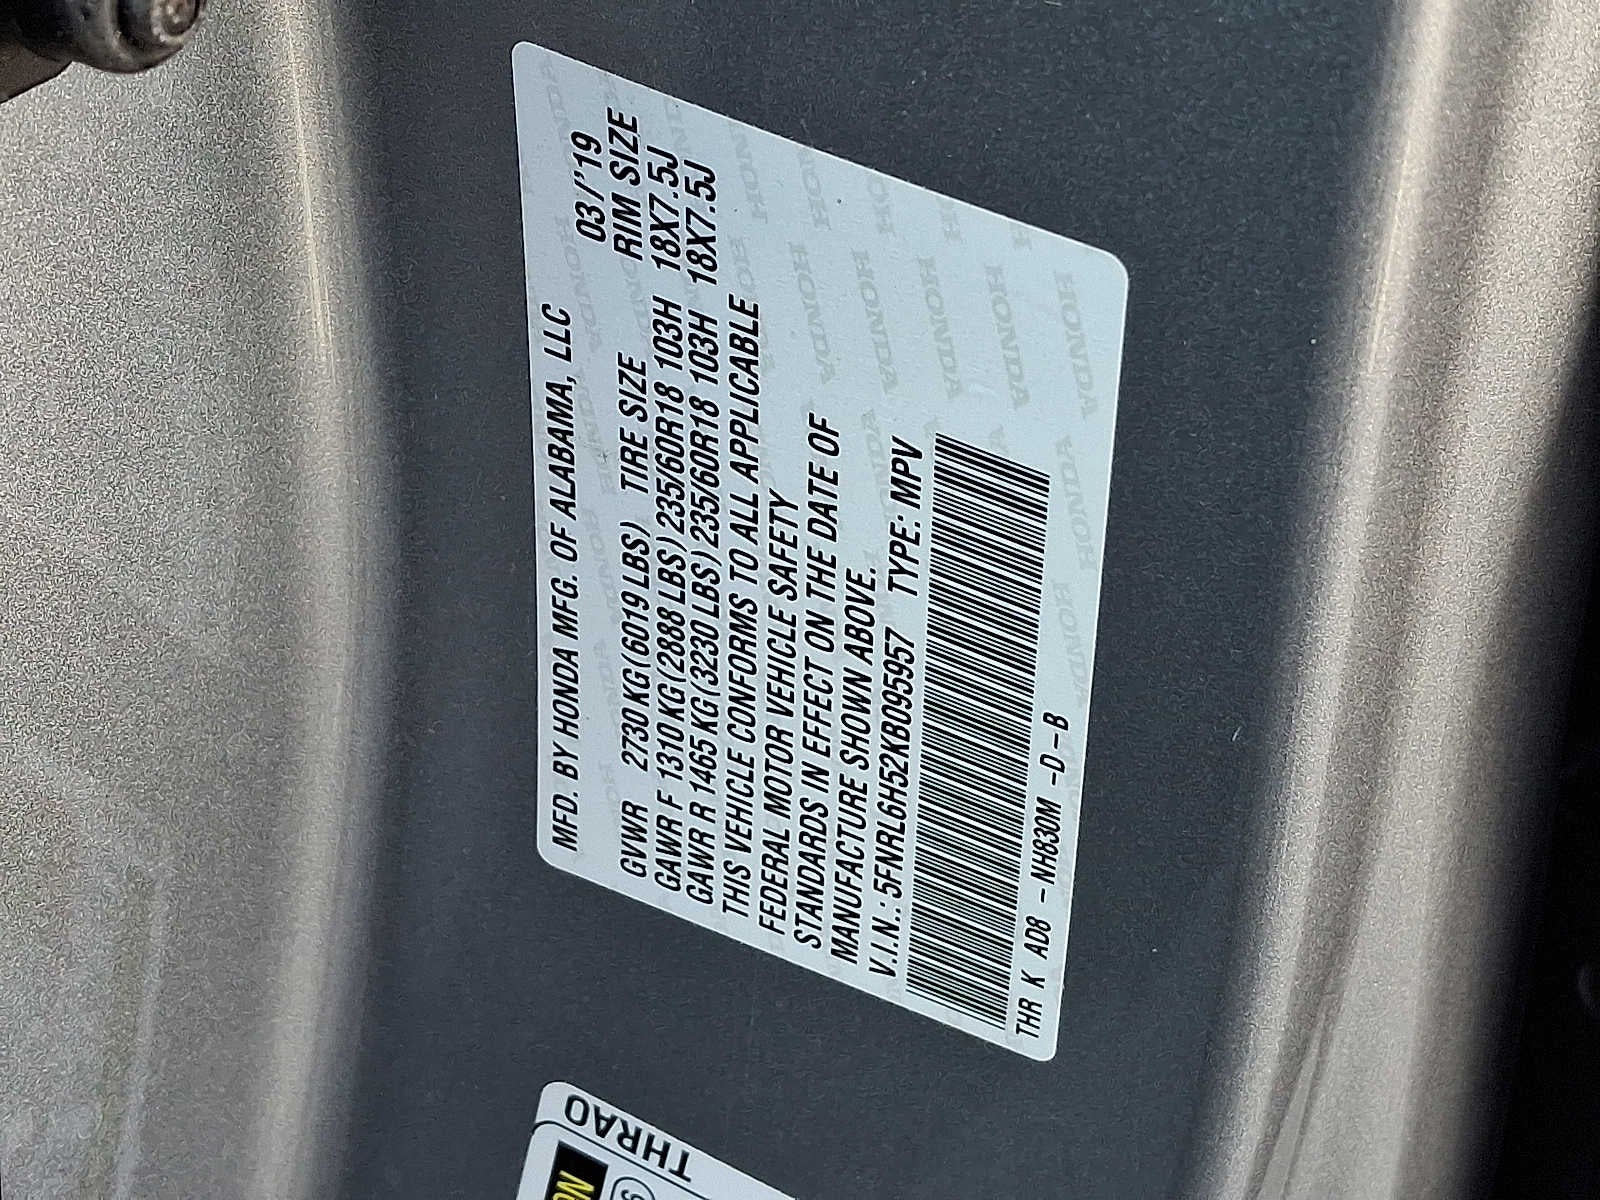 MFD. BY HONDA MFG. OF ALABAMA, LLC 03/'19
GVWR 2730 KG (6019 LBS) TIRE SIZE RIM SIZE
GAWR F 1310 KG (2888 LBS) 235/60R18 103H 18X7.5J
GAWR R 1465 KG (3230 LBS) 235/60R18 103H 18X7.5J
THIS VEHICLE CONFORMS TO ALL APPLICABLE
FEDERAL MOTOR VEHICLE SAFETY
STANDARDS IN EFFECT ON THE DATE OF
MANUFACTURE SHOWN ABOVE.
V.I.N.: 5FNRL6H52KB095957 TYPE: MPV
THR K AD8 - NH830M -D-B
THRA0